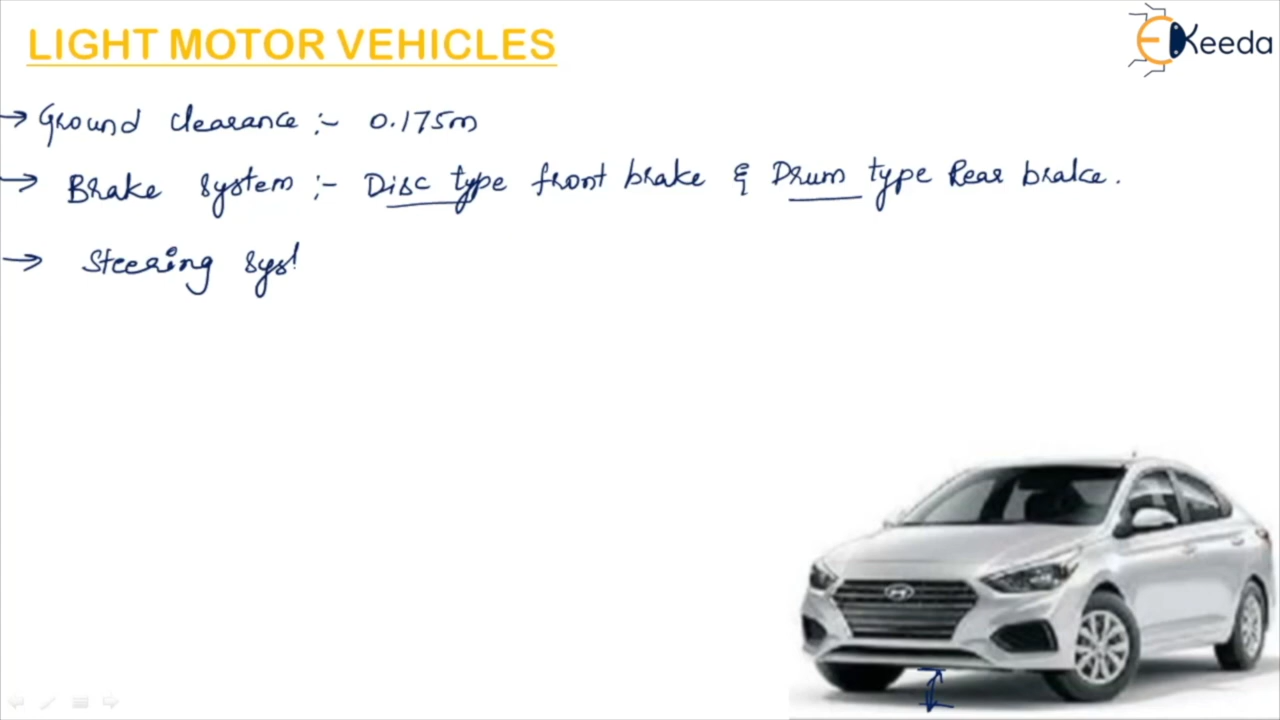 LIGHT MOTOR VEHICLES
EKeeda
→ Ground clearance :- 0.175m
→ Brake system :- Disc type front brake & Drum type Rear brake.
→ Steering syst